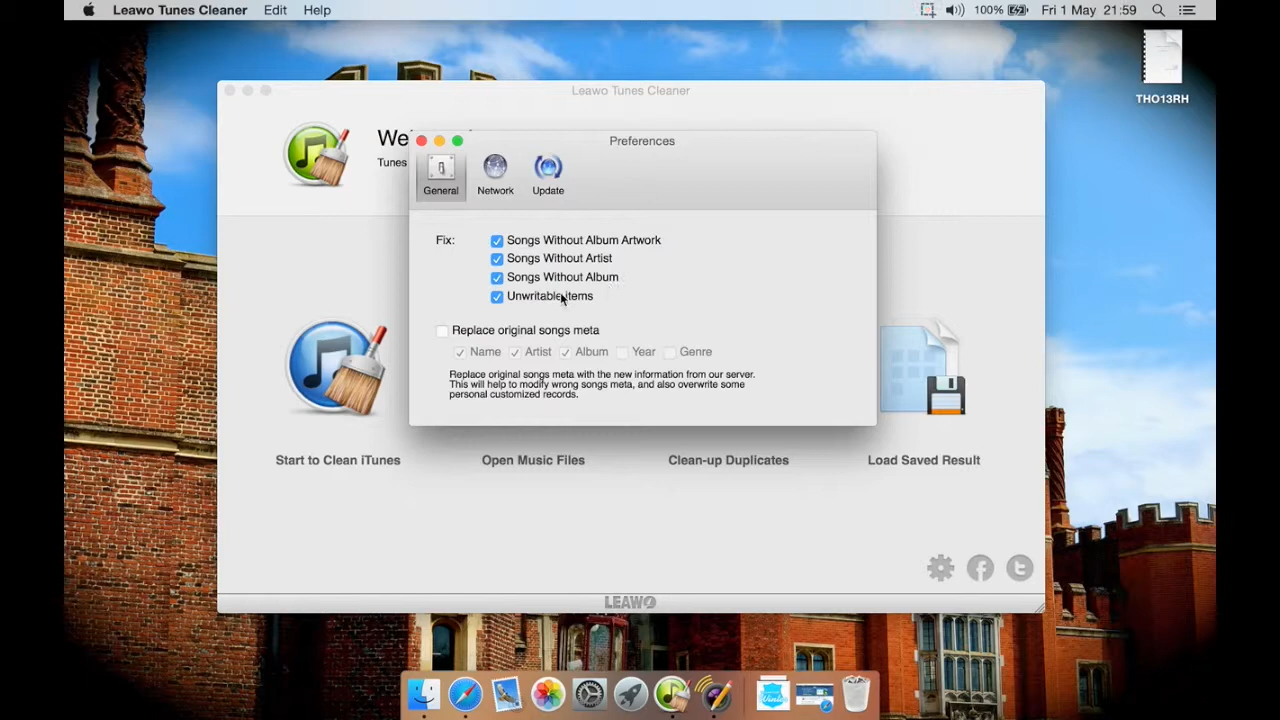 Leawo Tunes Cleaner Edit Help 100% Fri 1 May 21:59
THO13RH
Leawo Tunes Cleaner
We
Tunes
Preferences
General Network Update
Fix:
Songs Without Album Artwork
Songs Without Artist
Songs Without Album
Unwritable items
Replace original songs meta
Name Artist Album Year Genre
Replace original songs meta with the new information from our server.
This will help to modify wrong songs meta, and also overwrite some
personal customized records.
Start to Clean iTunes Open Music Files Clean-up Duplicates Load Saved Result
LEAWO